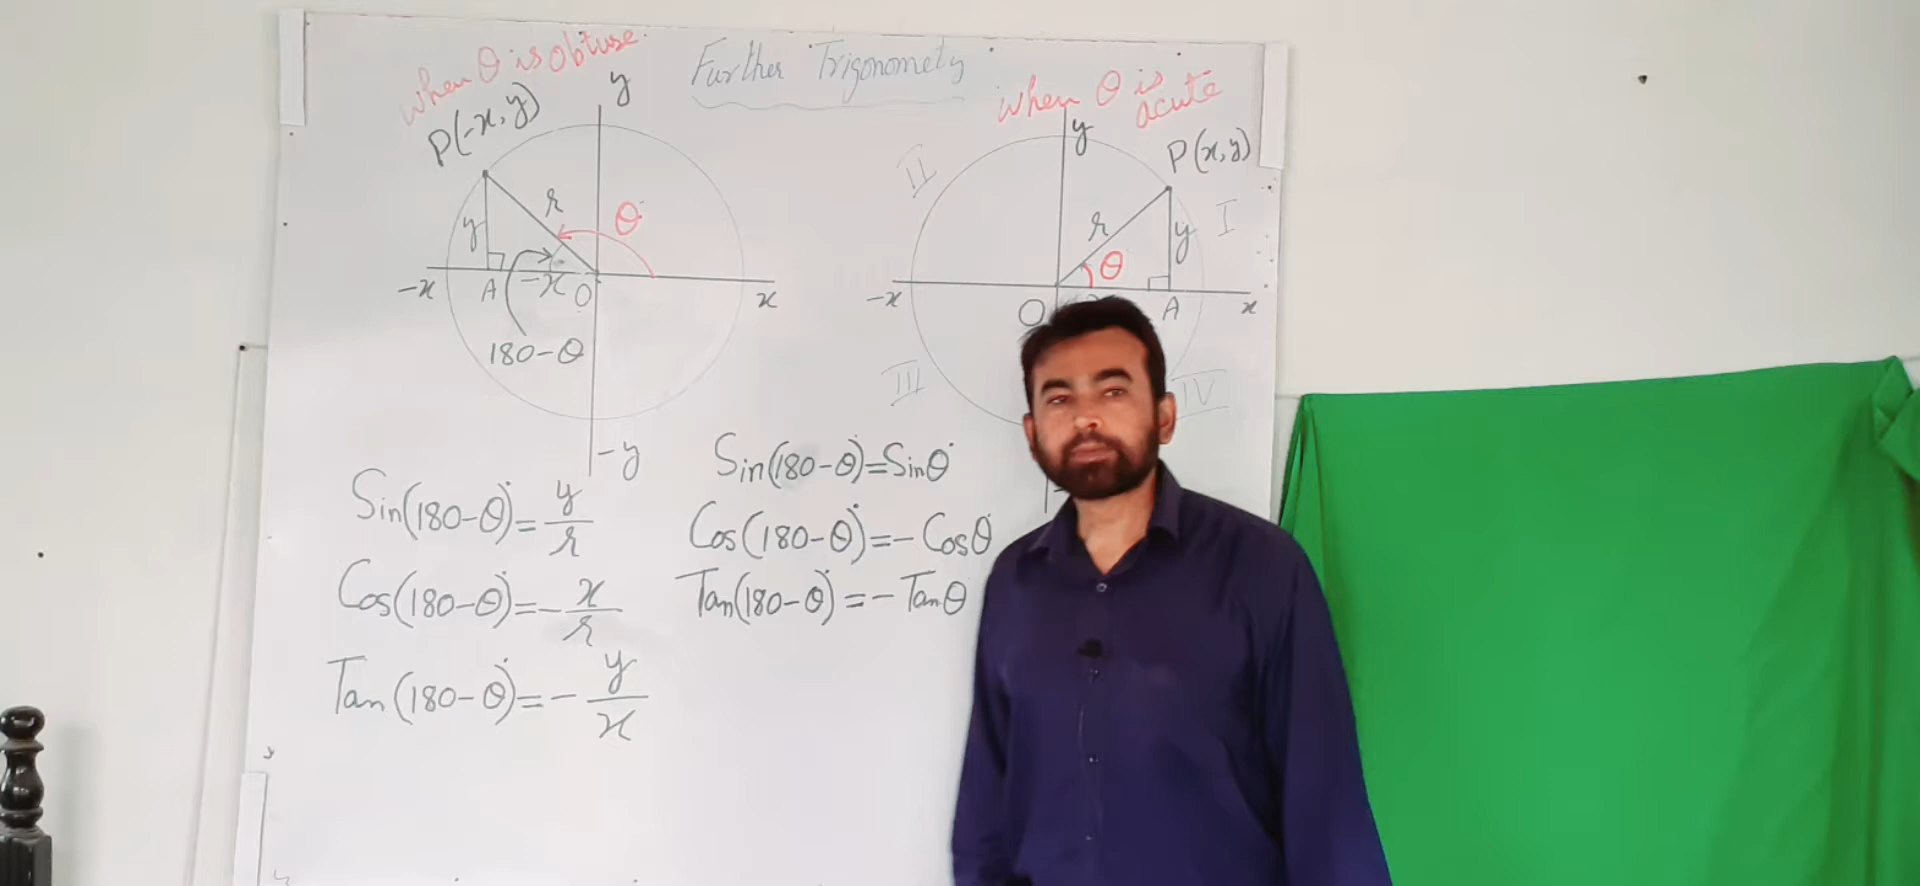 Further Trigonomety
when θ is obtuse
P(-x, y)
y
r
θ
y
-x
A
-x
O
x
180-θ
-y
when θ is
acute
y
P(x, y)
II
I
r
y
θ
-x
O
A
x
III
IV
Sin(180-θ)=y/r
Cos(180-θ)=-x/r
Tan(180-θ)=-y/x
Sin(180-θ)=Sinθ
Cos(180-θ)=-Cosθ
Tan(180-θ)=-Tanθ